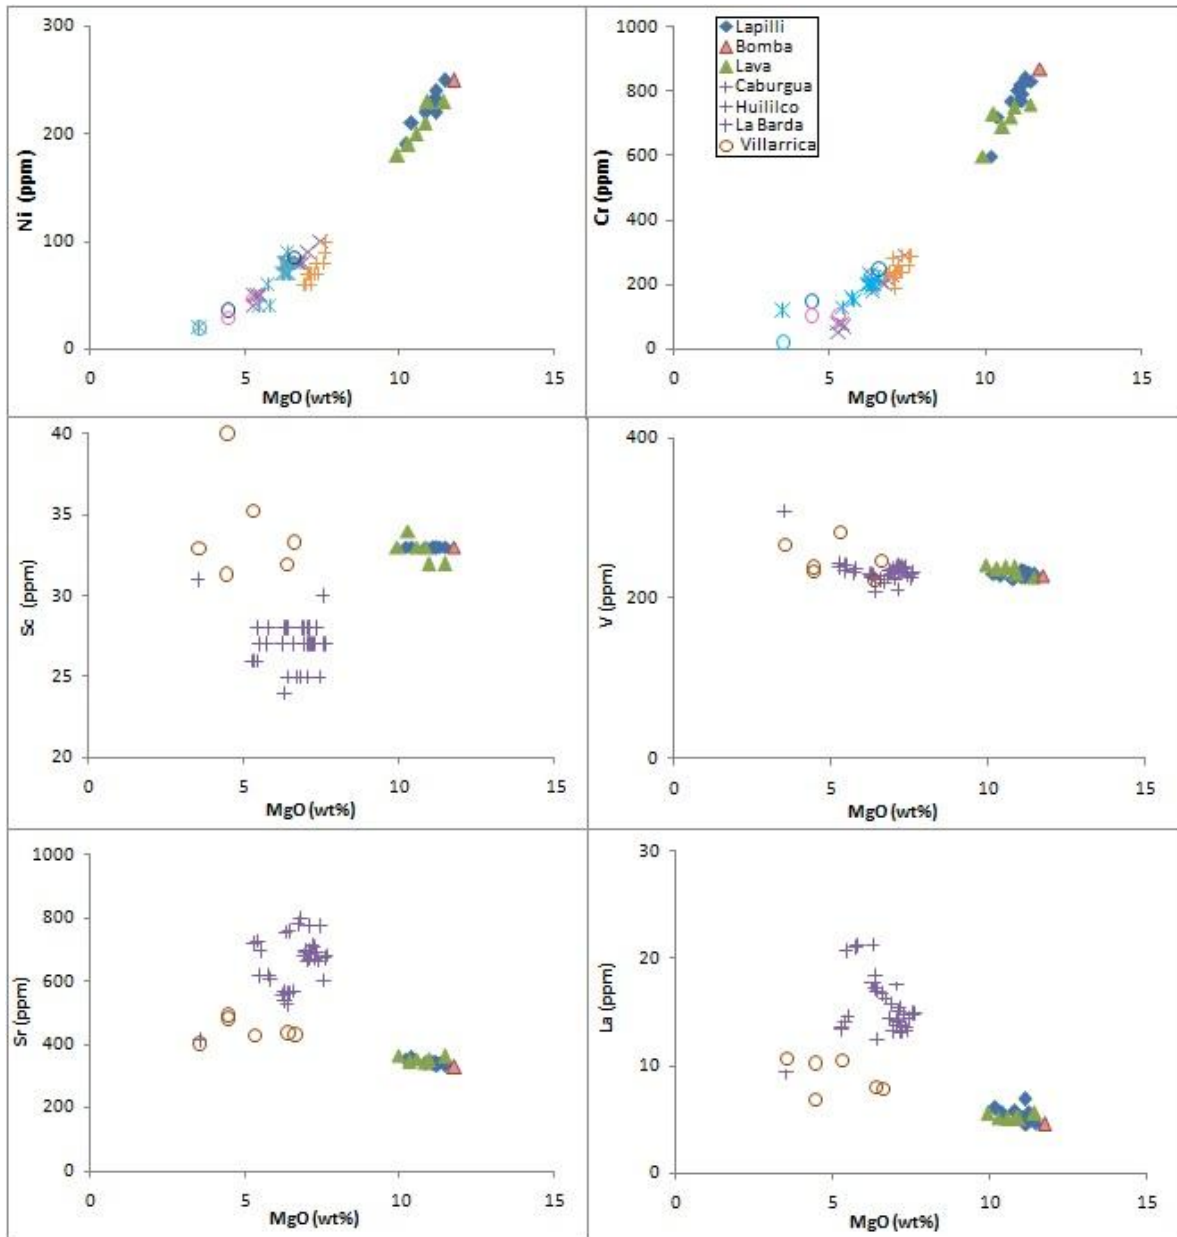 300
200
100
0
Ni (ppm)
0 5 10 15
MgO (wt%)
1000
800
600
400
200
0
Cr (ppm)
Lapilli
Bomba
Lava
Caburgua
Huililco
La Barda
Villarrica
0 5 10 15
MgO (wt%)
40
35
30
25
20
Sc (ppm)
0 5 10 15
MgO (wt%)
400
200
0
V (ppm)
0 5 10 15
MgO (wt%)
1000
800
600
400
200
0
Sr (ppm)
0 5 10 15
MgO (wt%)
30
20
10
0
La (ppm)
0 5 10 15
MgO (wt%)